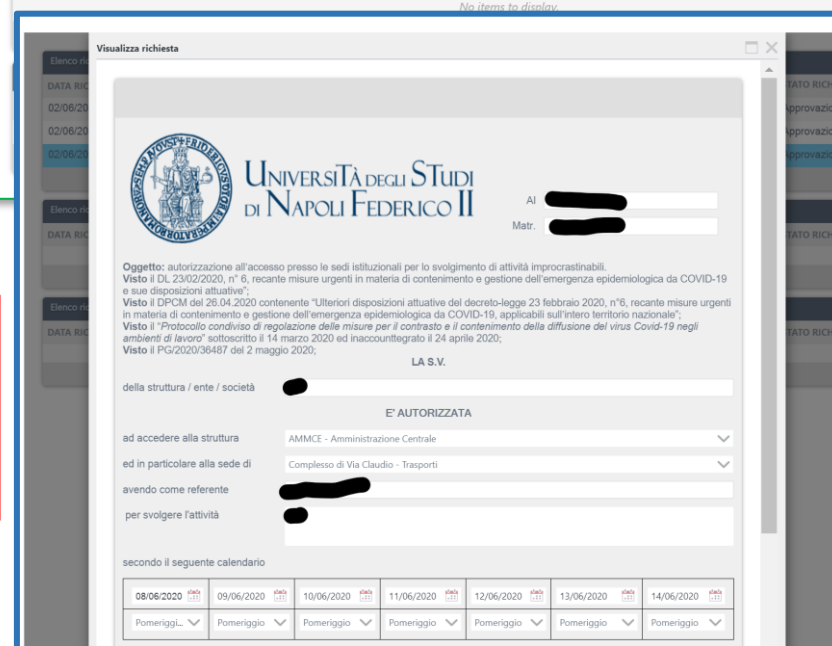 No items to display.
Visualizza richiesta
Elenco ric
DATA RIC
TATO RICH
02/06/20
Approvazio
02/06/20
Approvazio
02/06/20
Approvazio
UNIVERSITÀ DEGLI STUDI
DI NAPOLI FEDERICO II
Al
Matr.
Elenco ric
DATA RIC
TATO RICH
Oggetto: autorizzazione all'accesso presso le sedi istituzionali per lo svolgimento di attività improcrastinabili.
Visto il DL 23/02/2020, n° 6, recante misure urgenti in materia di contenimento e gestione dell'emergenza epidemiologica da COVID-19
e sue disposizioni attuative";
Visto il DPCM del 26.04.2020 contenente "Ulteriori disposizioni attuative del decreto-legge 23 febbraio 2020, n°6, recante misure urgenti
in materia di contenimento e gestione dell'emergenza epidemiologica da COVID-19, applicabili sull'intero territorio nazionale";
Visto il "Protocollo condiviso di regolazione delle misure per il contrasto e il contenimento della diffusione del virus Covid-19 negli
ambienti di lavoro" sottoscritto il 14 marzo 2020 ed inaccounttegrato il 24 aprile 2020;
Visto il PG/2020/36487 del 2 maggio 2020;
Elenco ric
DATA RIC
TATO RICH
LA S.V.
della struttura / ente / società
E' AUTORIZZATA
ad accedere alla struttura AMMCE - Amministrazione Centrale
ed in particolare alla sede di Complesso di Via Claudio - Trasporti
avendo come referente
per svolgere l'attività
secondo il seguente calendario
08/06/2020 09/06/2020 10/06/2020 11/06/2020 12/06/2020 13/06/2020 14/06/2020
Pomeriggi... Pomeriggio Pomeriggio Pomeriggio Pomeriggio Pomeriggio Pomeriggio